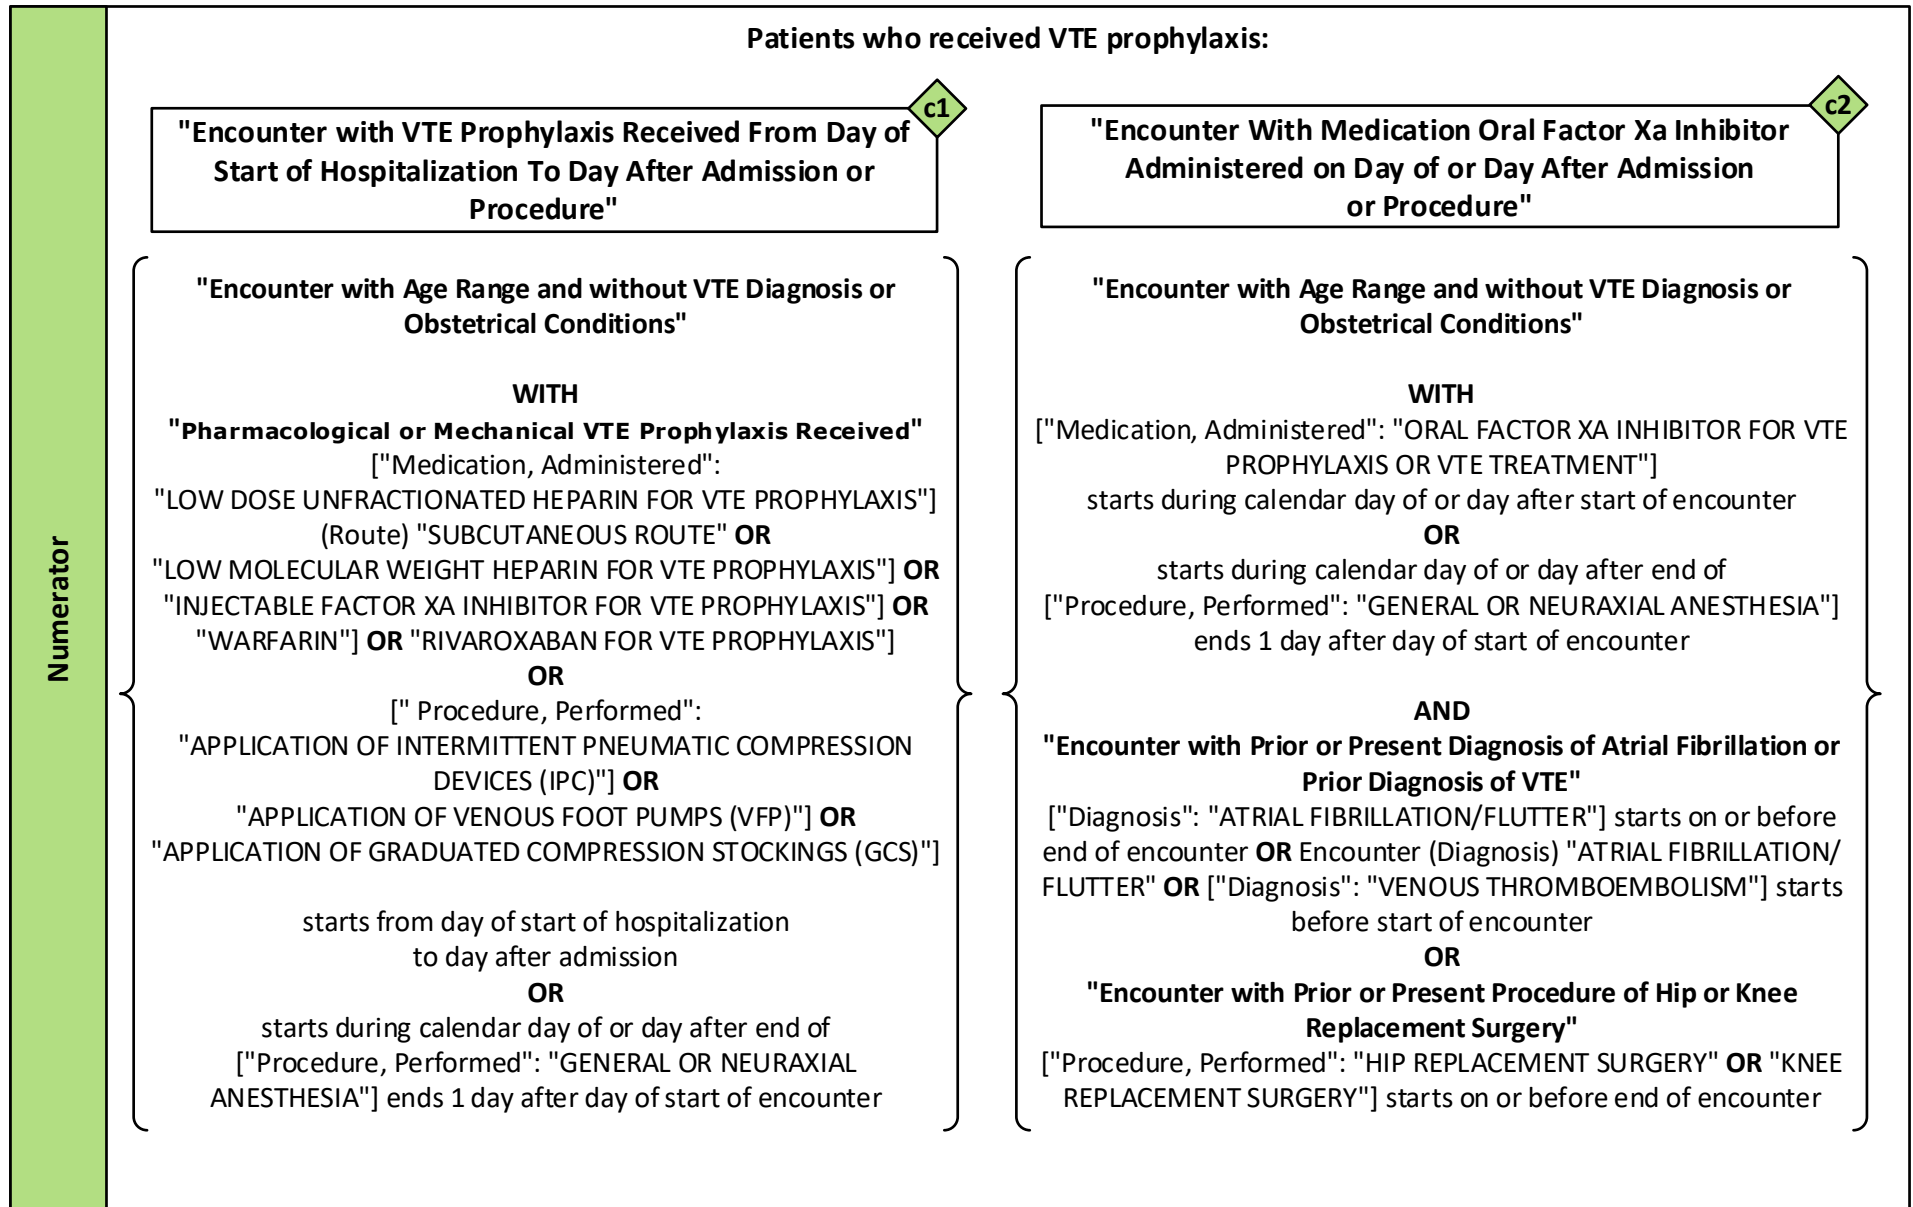 Numerator
Patients who received VTE prophylaxis:
c1
"Encounter with VTE Prophylaxis Received From Day of
Start of Hospitalization To Day After Admission or
Procedure"
"Encounter with Age Range and without VTE Diagnosis or
Obstetrical Conditions"
WITH
"Pharmacological or Mechanical VTE Prophylaxis Received"
["Medication, Administered":
"LOW DOSE UNFRACTIONATED HEPARIN FOR VTE PROPHYLAXIS"]
(Route) "SUBCUTANEOUS ROUTE" OR
"LOW MOLECULAR WEIGHT HEPARIN FOR VTE PROPHYLAXIS"] OR
"INJECTABLE FACTOR XA INHIBITOR FOR VTE PROPHYLAXIS"] OR
"WARFARIN"] OR "RIVAROXABAN FOR VTE PROPHYLAXIS"]
OR
[" Procedure, Performed":
"APPLICATION OF INTERMITTENT PNEUMATIC COMPRESSION
DEVICES (IPC)"] OR
"APPLICATION OF VENOUS FOOT PUMPS (VFP)"] OR
"APPLICATION OF GRADUATED COMPRESSION STOCKINGS (GCS)"]
starts from day of start of hospitalization
to day after admission
OR
starts during calendar day of or day after end of
["Procedure, Performed": "GENERAL OR NEURAXIAL
ANESTHESIA"] ends 1 day after day of start of encounter
c2
"Encounter With Medication Oral Factor Xa Inhibitor
Administered on Day of or Day After Admission
or Procedure"
"Encounter with Age Range and without VTE Diagnosis or
Obstetrical Conditions"
WITH
["Medication, Administered": "ORAL FACTOR XA INHIBITOR FOR VTE
PROPHYLAXIS OR VTE TREATMENT"]
starts during calendar day of or day after start of encounter
OR
starts during calendar day of or day after end of
["Procedure, Performed": "GENERAL OR NEURAXIAL ANESTHESIA"]
ends 1 day after day of start of encounter
AND
"Encounter with Prior or Present Diagnosis of Atrial Fibrillation or
Prior Diagnosis of VTE"
["Diagnosis": "ATRIAL FIBRILLATION/FLUTTER"] starts on or before
end of encounter OR Encounter (Diagnosis) "ATRIAL FIBRILLATION/
FLUTTER" OR ["Diagnosis": "VENOUS THROMBOEMBOLISM"] starts
before start of encounter
OR
"Encounter with Prior or Present Procedure of Hip or Knee
Replacement Surgery"
["Procedure, Performed": "HIP REPLACEMENT SURGERY" OR "KNEE
REPLACEMENT SURGERY"] starts on or before end of encounter